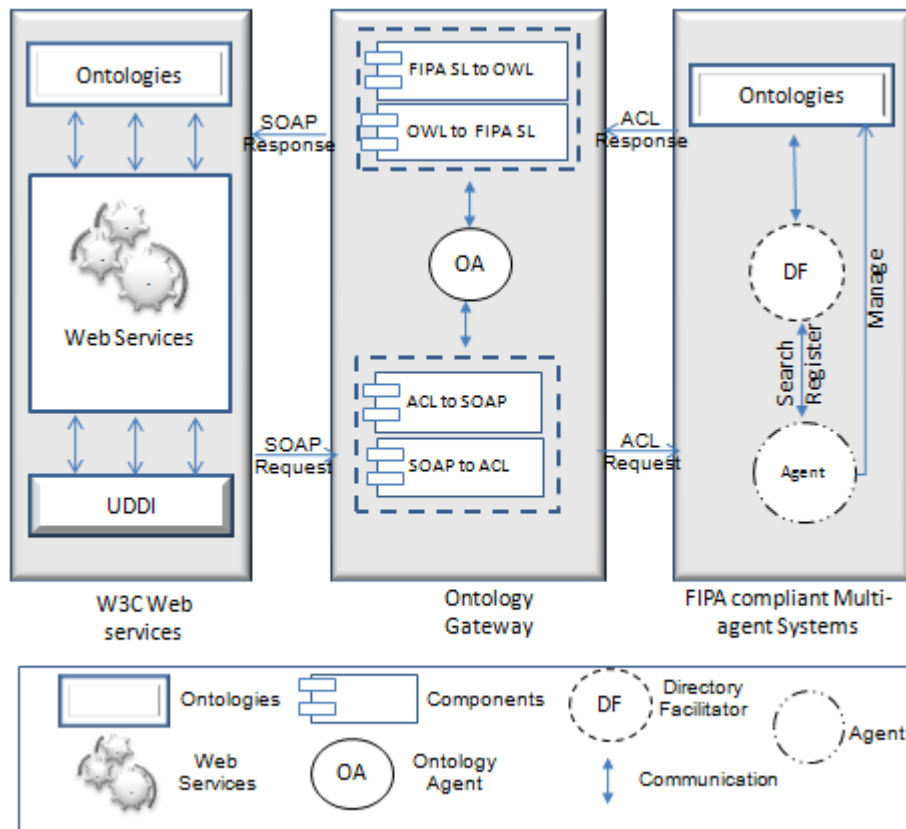 Ontologies
Web Services
UDDI
W3C Web
services
SOAP
Response
SOAP
Request
FIPA SL to OWL
OWL to FIPA SL
OA
ACL to SOAP
SOAP to ACL
Ontology
Gateway
ACL
Response
ACL
Request
Ontologies
DF
Manage
Search
Register
Agent
FIPA compliant Multi-
agent Systems
Ontologies
Components
DF
Directory
Facilitator
Agent
Web
Services
OA
Ontology
Agent
Communication